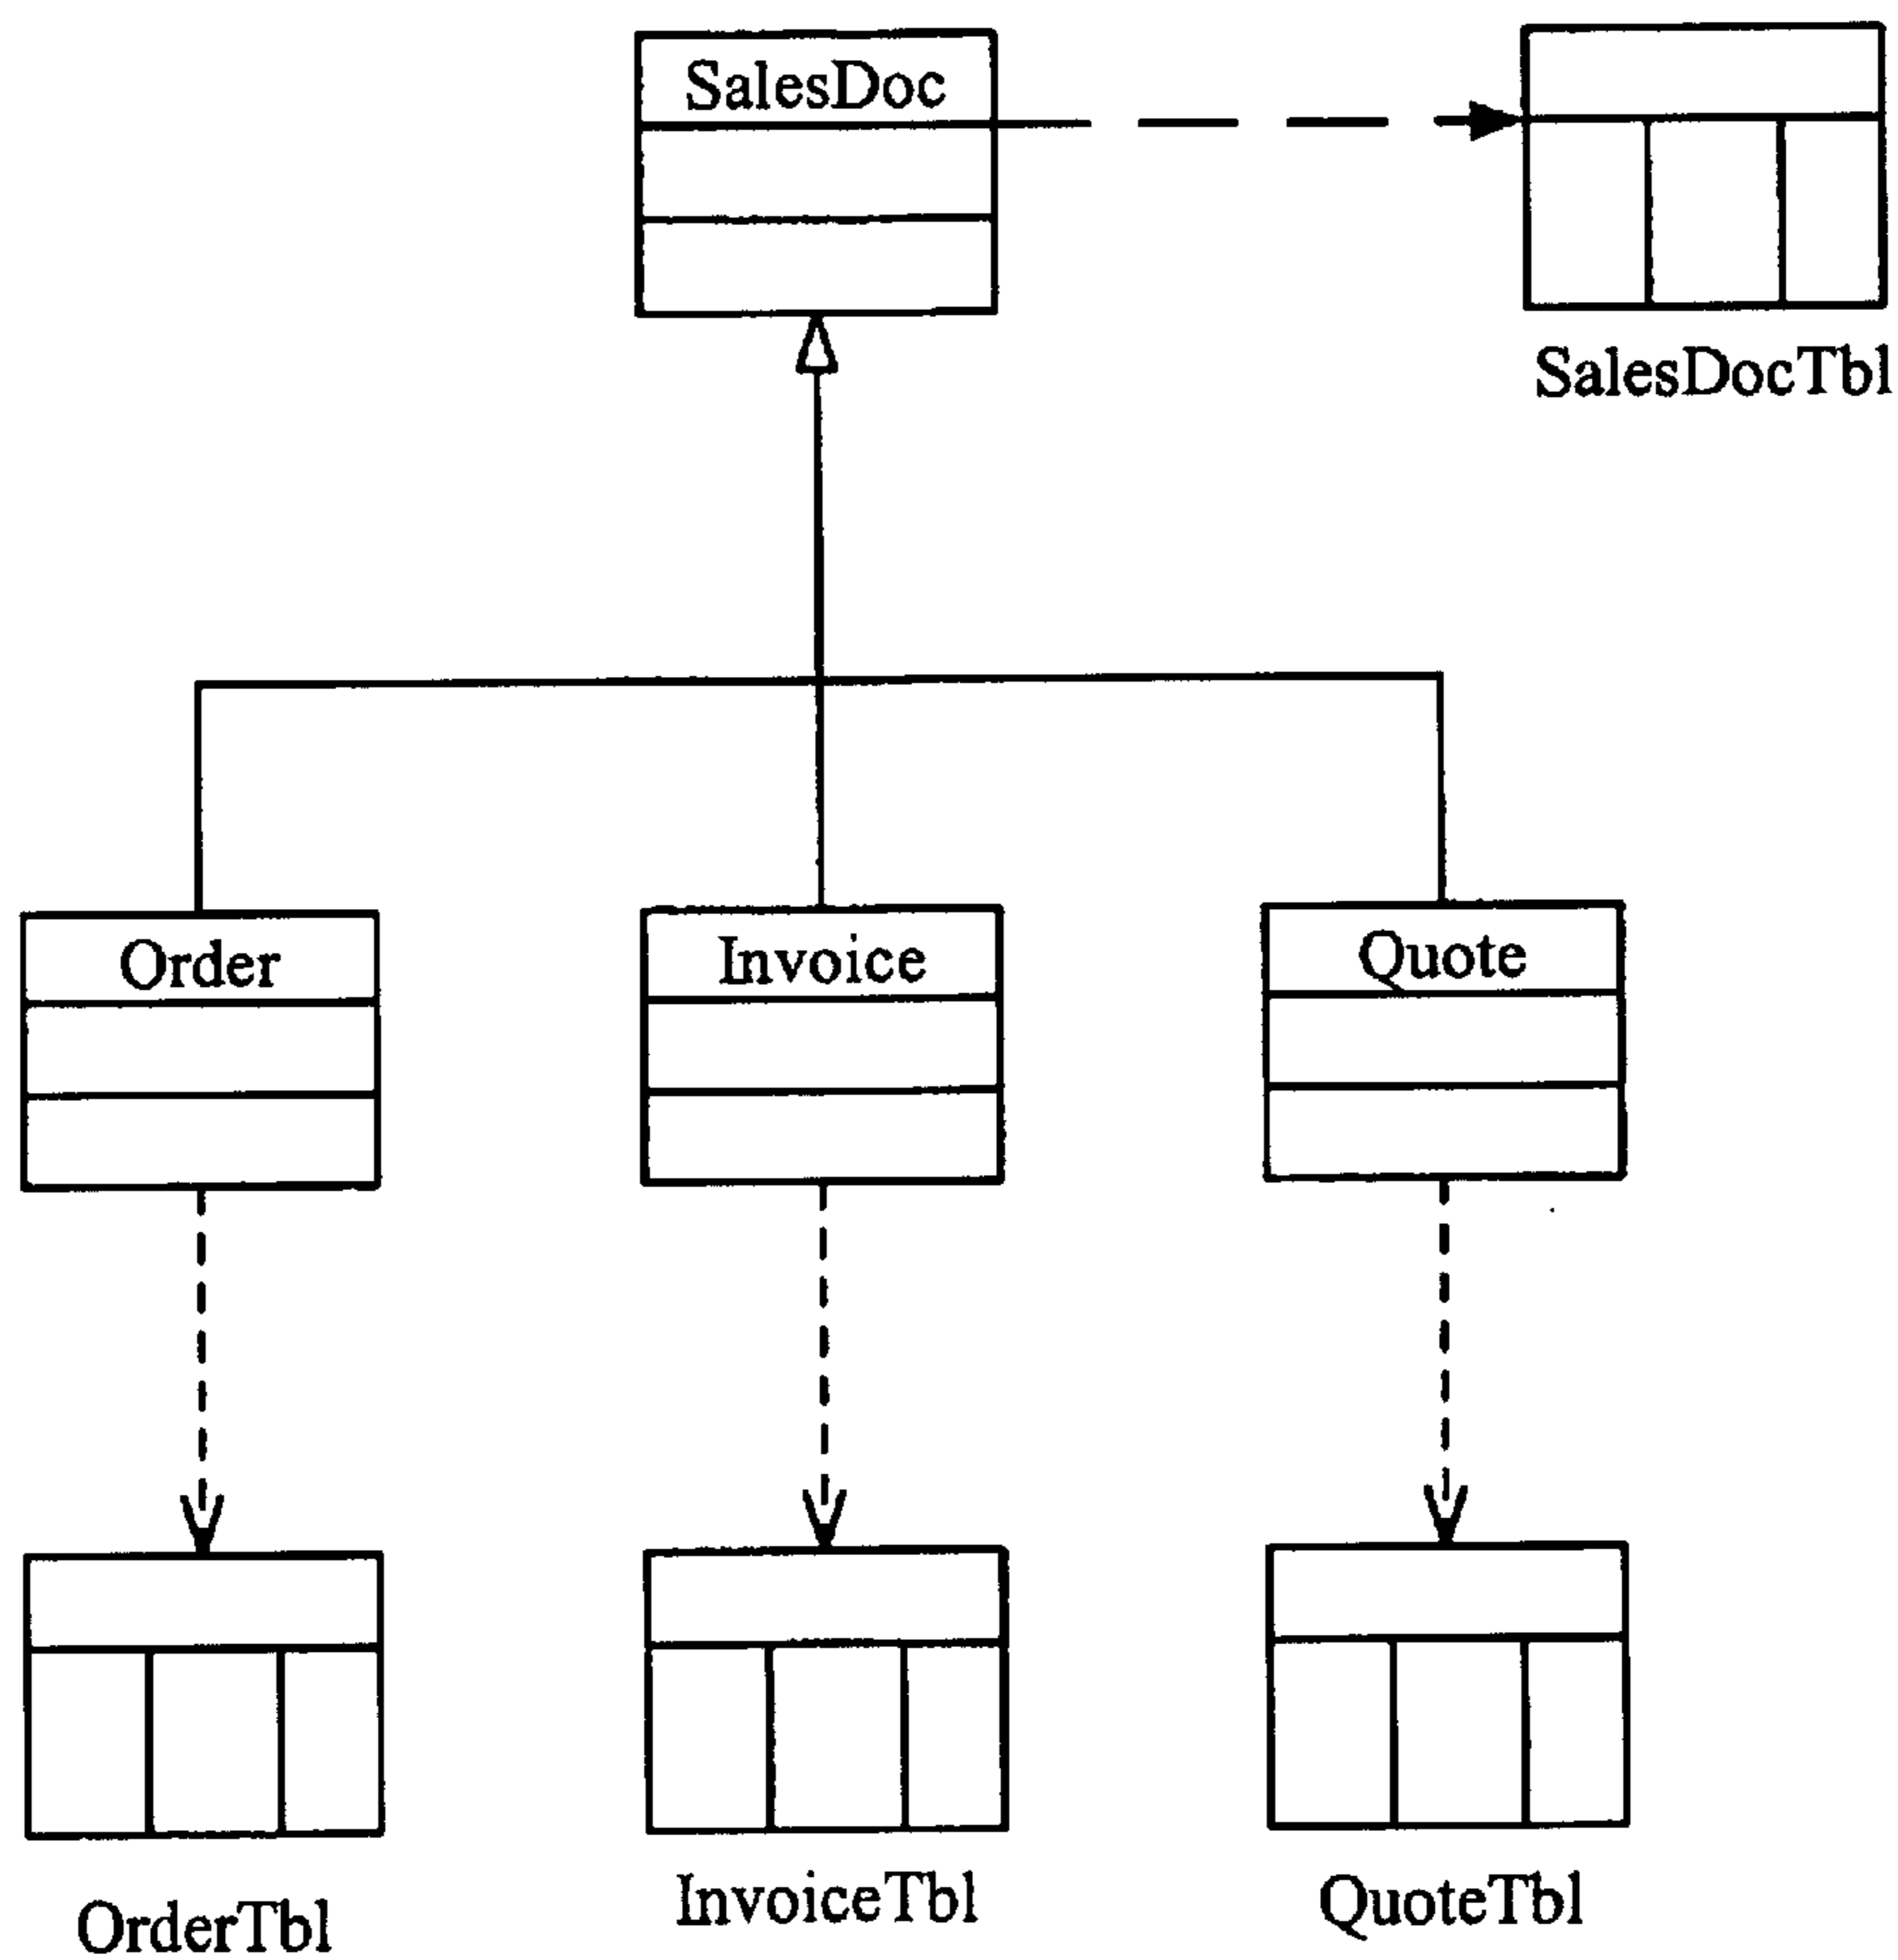 SalesDoc
SalesDocTbl
Order
Invoice
Quote
OrderTbl
InvoiceTbl
QuoteTbl